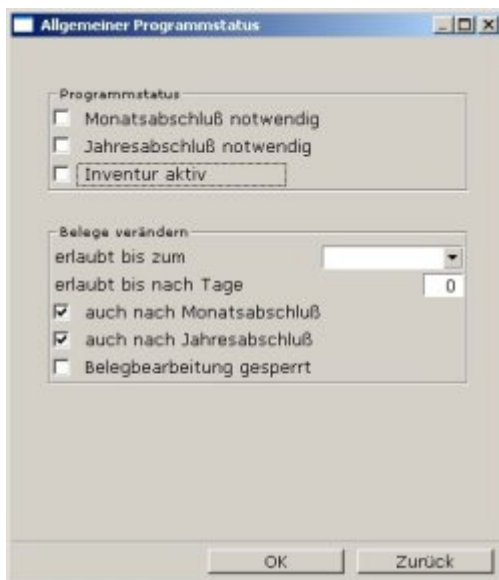 Allgemeiner Programmstatus
Programmstatus
Monatsabschluß notwendig
Jahresabschluß notwendig
Inventur aktiv
Belege verändern
erlaubt bis zum
erlaubt bis nach Tage 0
auch nach Monatsabschluß
auch nach Jahresabschluß
Belegbearbeitung gesperrt
OK Zurück